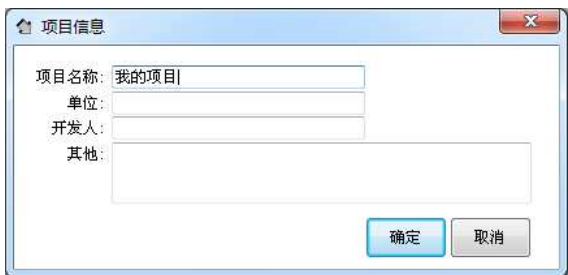 项目信息
项目名称: 我的项目
单位:
开发人:
其他:
确定 取消